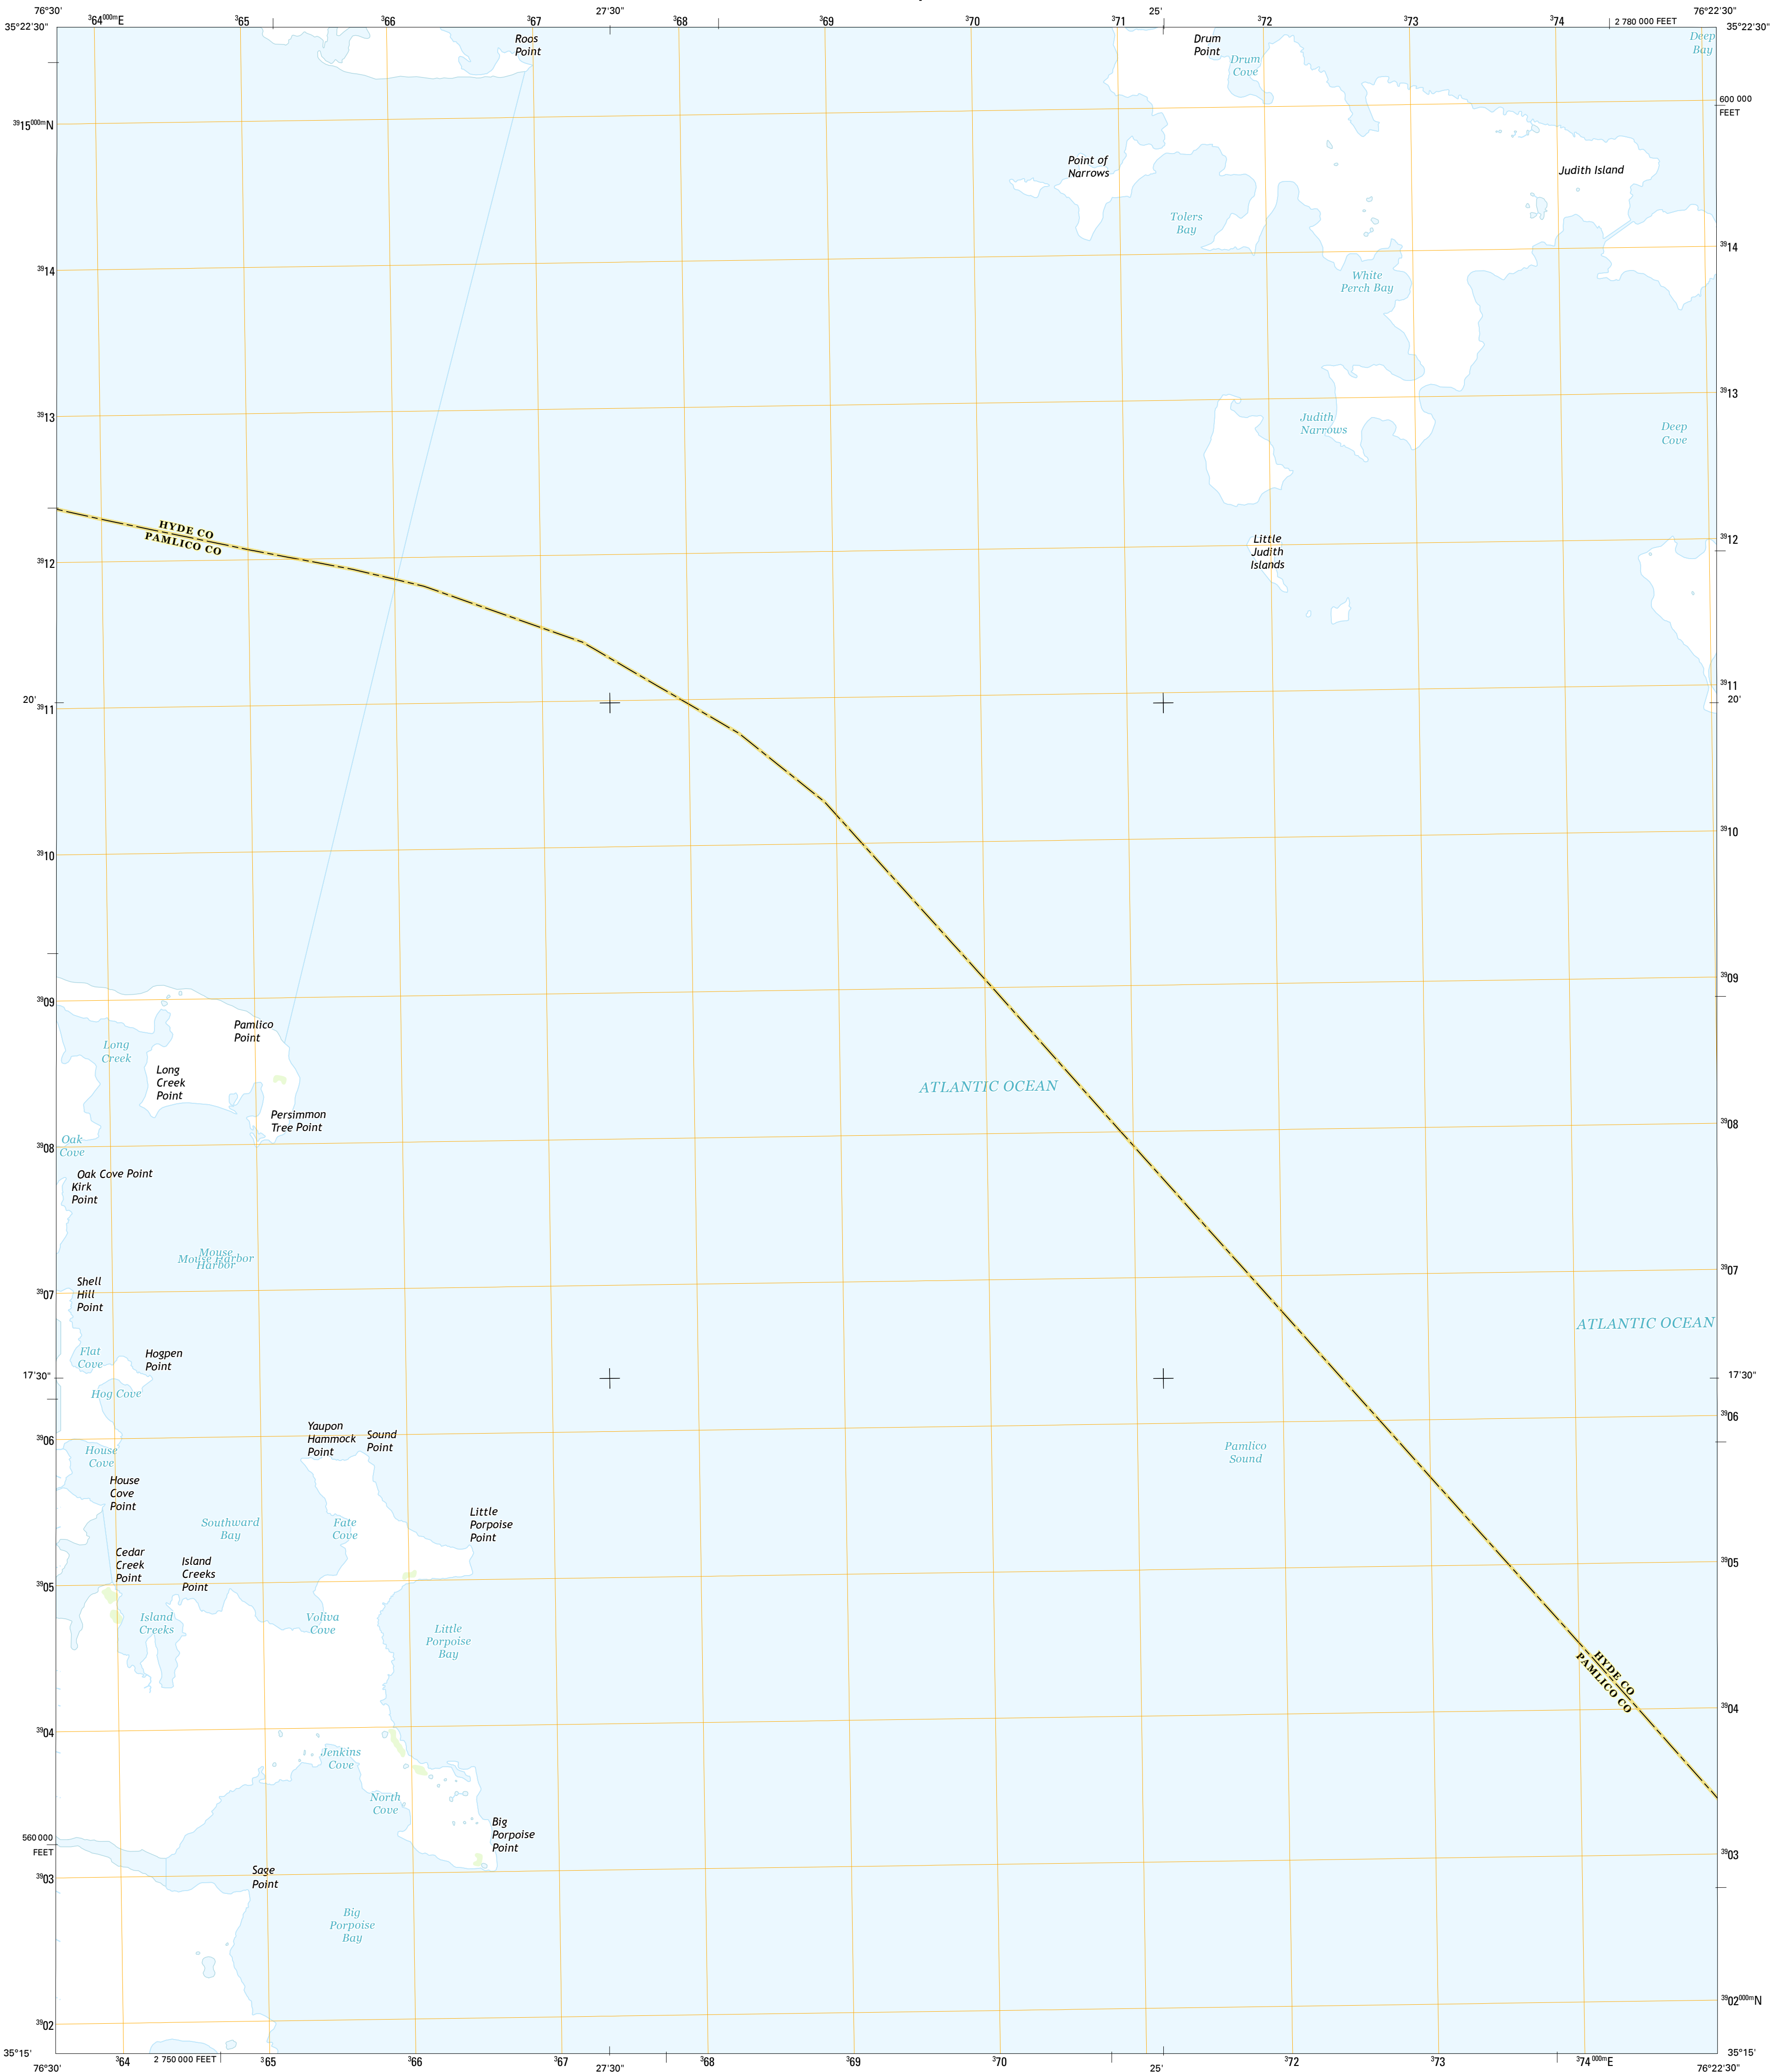 76°30'
³64⁰⁰⁰ᵐE
³65
³66
³67
27'30"
³68
³69
³70
³71
25'
³72
³73
³74
2 780 000 FEET
76°22'30"
35°22'30"
35°22'30"
Roos
Point
Drum
Point
Drum
Cove
Deep
Bay
600 000
FEET
³⁹15⁰⁰⁰ᵐN
Point of
Narrows
Judith Island
Tolers
Bay
³⁹14
³⁹14
White
Perch Bay
³⁹13
³⁹13
Judith
Narrows
Deep
Cove
HYDE CO
PAMLICO CO
³⁹12
³⁹12
Little
Judith
Islands
20'
³⁹11
³⁹11
20'
³⁹10
³⁹10
³⁹09
³⁹09
Pamlico
Point
Long
Creek
Long
Creek
Point
ATLANTIC OCEAN
Persimmon
Tree Point
³⁹08
³⁹08
Oak
Cove
Oak Cove Point
Kirk
Point
Mouse
Mouse Harbor
Harbor
³⁹07
³⁹07
Shell
Hill
Point
ATLANTIC OCEAN
Flat
Cove
Hogpen
Point
17'30"
17'30"
Hog Cove
³⁹06
³⁹06
Yaupon
Hammock
Point
Sound
Point
House
Cove
Pamlico
Sound
House
Cove
Point
Southward
Bay
Fate
Cove
Little
Porpoise
Point
Cedar
Creek
Point
Island
Creeks
Point
³⁹05
³⁹05
Island
Creeks
Voliva
Cove
Little
Porpoise
Bay
HYDE CO
PAMLICO CO
³⁹04
³⁹04
Jenkins
Cove
North
Cove
Big
Porpoise
Point
560 000
FEET
³⁹03
³⁹03
Sage
Point
Big
Porpoise
Bay
³⁹02
³⁹02⁰⁰⁰ᵐN
35°15'
35°15'
76°30'
³64
2 750 000 FEET
³65
³66
³67
27'30"
³68
³69
³70
25'
³72
³73
³74⁰⁰⁰ᵐE
76°22'30"